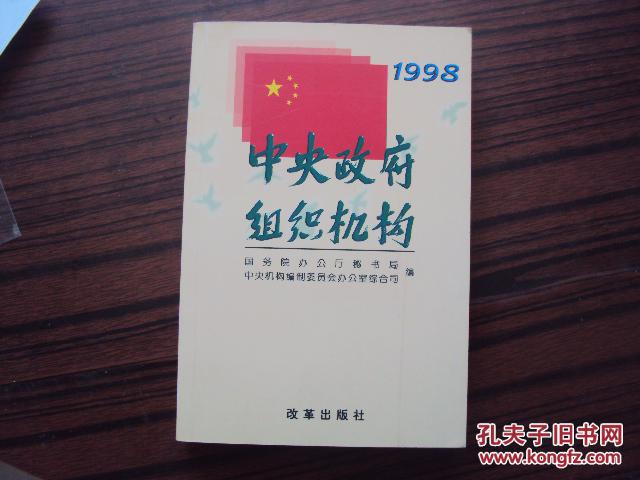 1998
中央政府
组织机构
国务院办公厅秘书局
中央机构编制委员会办公室综合司
编
改革出版社
孔夫子旧书网
www.kongfz.com